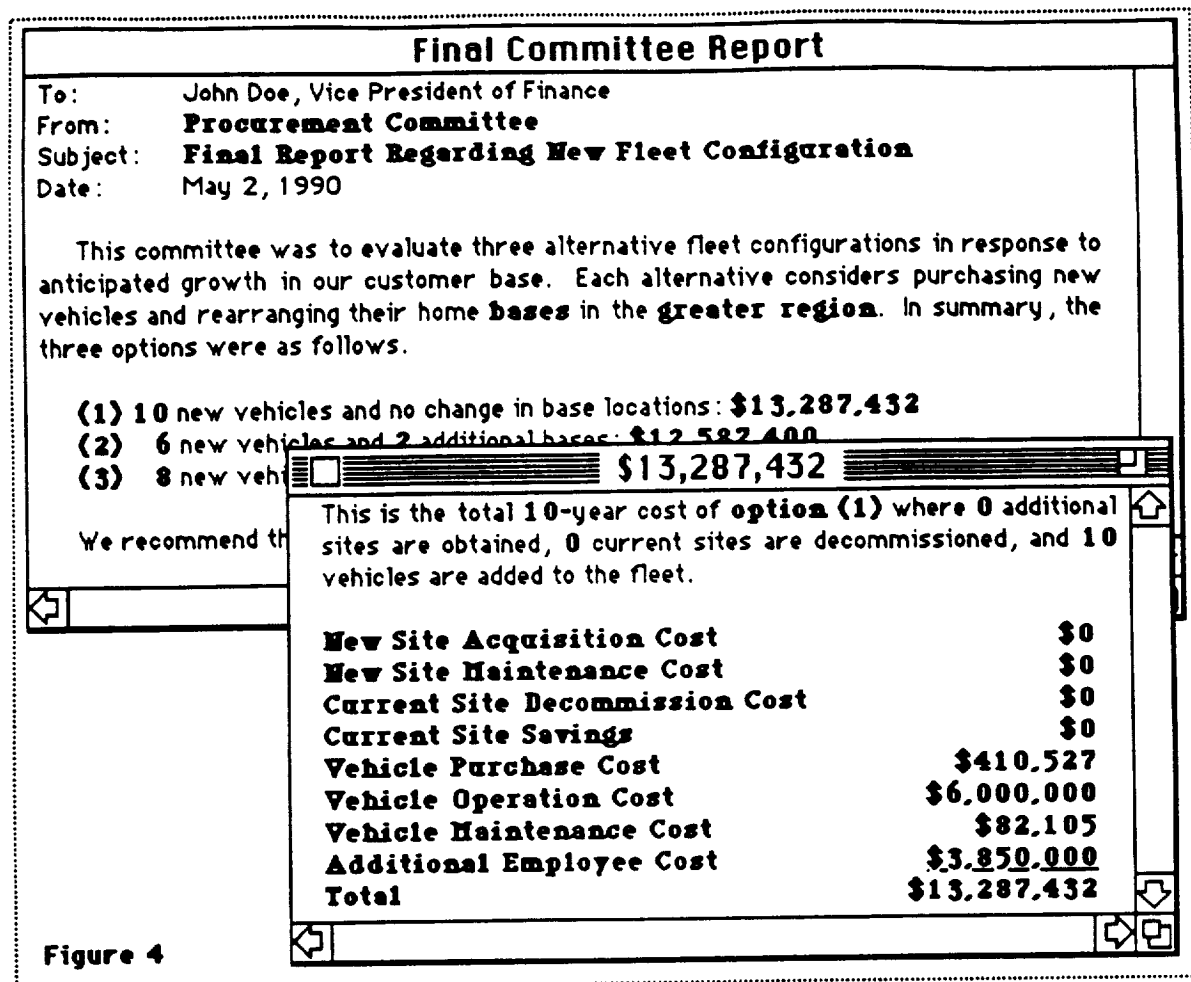 Final Committee Report
To: John Doe, Vice President of Finance
From: Procurement Committee
Subject: Final Report Regarding New Fleet Configuration
Date: May 2, 1990
This committee was to evaluate three alternative fleet configurations in response to
anticipated growth in our customer base. Each alternative considers purchasing new
vehicles and rearranging their home bases in the greater region. In summary, the
three options were as follows.
(1) 10 new vehicles and no change in base locations: $13,287,432
(2) 6 new vehicles and 2 additional bases: $12,587,400
(3) 8 new vehi
We recommend th
$13,287,432
This is the total 10-year cost of option (1) where 0 additional
sites are obtained, 0 current sites are decommissioned, and 10
vehicles are added to the fleet.
New Site Acquisition Cost $0
New Site Maintenance Cost $0
Current Site Decommission Cost $0
Current Site Savings $0
Vehicle Purchase Cost $410,527
Vehicle Operation Cost $6,000,000
Vehicle Maintenance Cost $82,105
Additional Employee Cost $3,850,000
Total $13,287,432
Figure 4